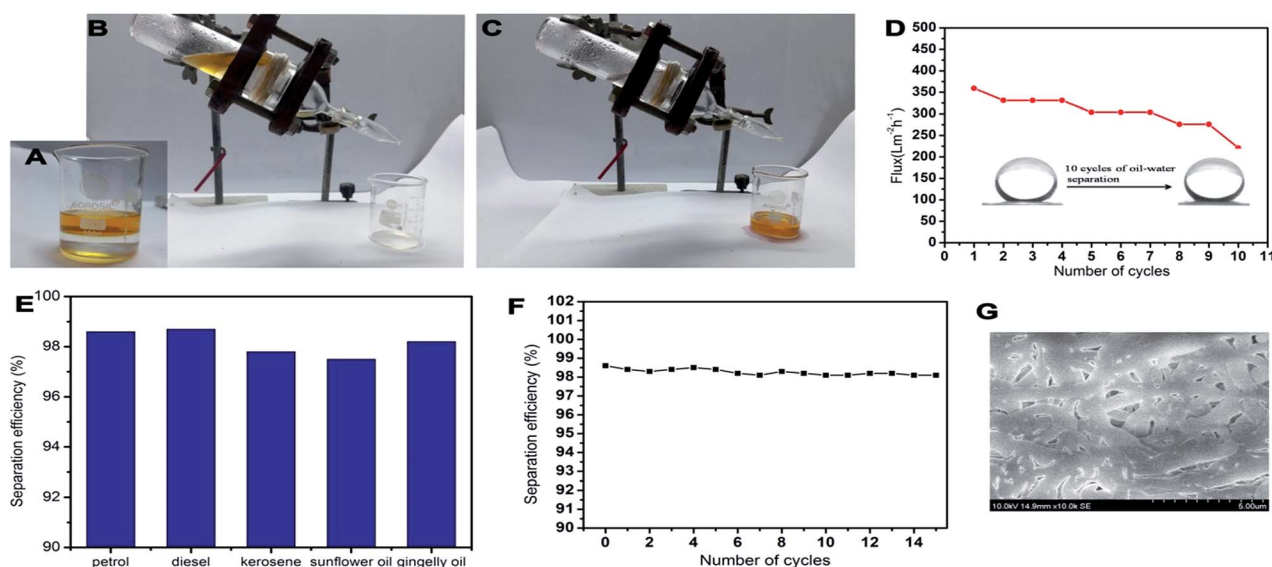 A
B
C
BOROSIL
D
500
450
400
350
300
250
200
150
100
50
0
Flux(Lm⁻²h⁻¹)
10 cycles of oil-water
separation
0 1 2 3 4 5 6 7 8 9 10 11
Number of cycles
E
100
98
96
94
92
90
Separation efficiency (%)
petrol diesel kerosene sunflower oil gingelly oil
F
102
101
100
99
98
97
96
95
94
93
92
91
90
Separation efficiency (%)
0 2 4 6 8 10 12 14
Number of cycles
G
10.0kV 14.9mm x10.0k SE 5.00um